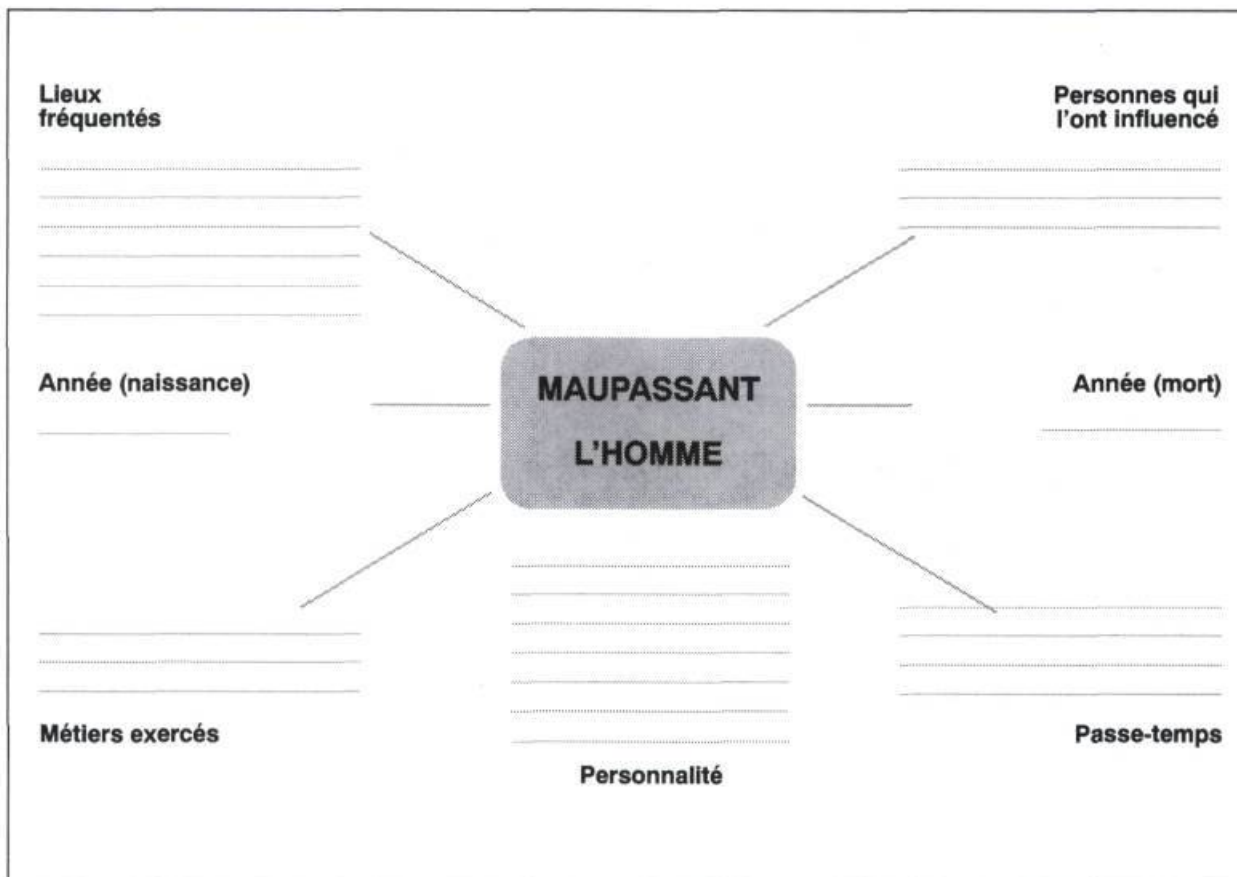 Lieux
fréquentés
Personnes qui
l'ont influencé
Année (naissance)
MAUPASSANT
L'HOMME
Année (mort)
Métiers exercés
Personnalité
Passe-temps